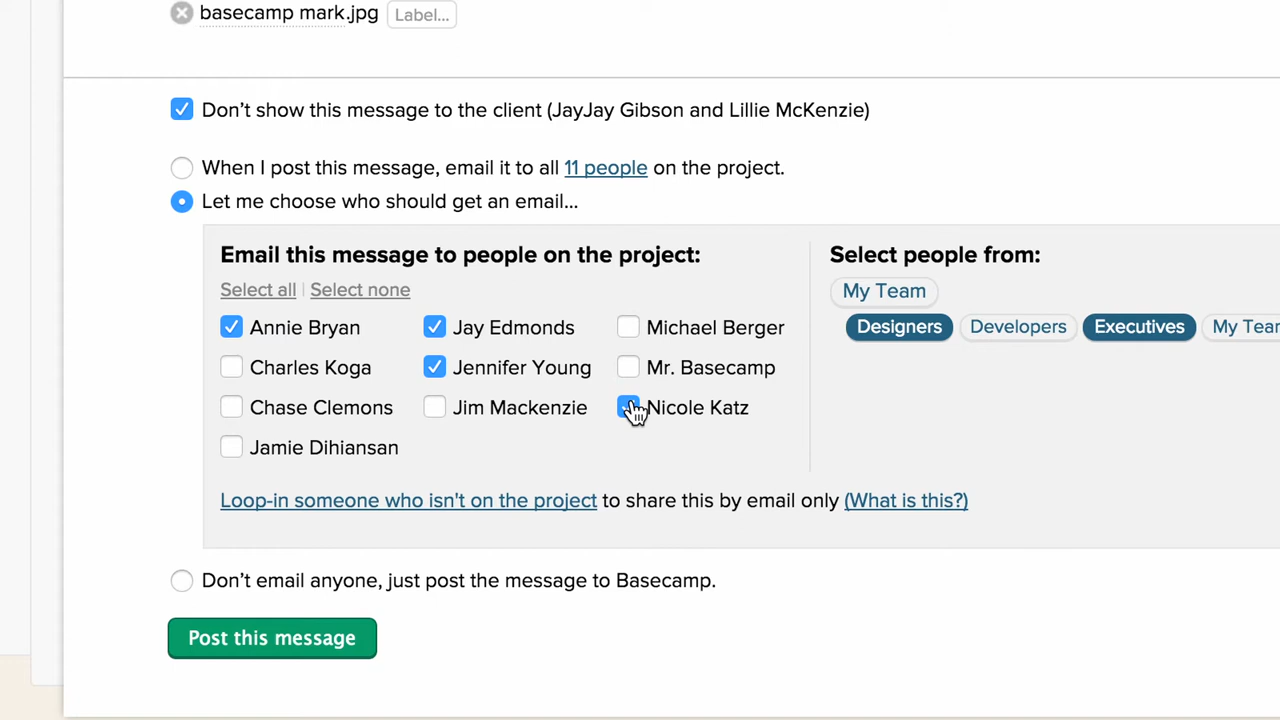 basecamp mark.jpg Label...
Don’t show this message to the client (JayJay Gibson and Lillie McKenzie)
When I post this message, email it to all 11 people on the project.
Let me choose who should get an email...
Email this message to people on the project:
Select all | Select none
Annie Bryan Jay Edmonds Michael Berger
Charles Koga Jennifer Young Mr. Basecamp
Chase Clemons Jim Mackenzie Nicole Katz
Jamie Dihiansan
Select people from:
My Team
Designers Developers Executives My
Loop-in someone who isn't on the project to share this by email only (What is this?)
Don’t email anyone, just post the message to Basecamp.
Post this message